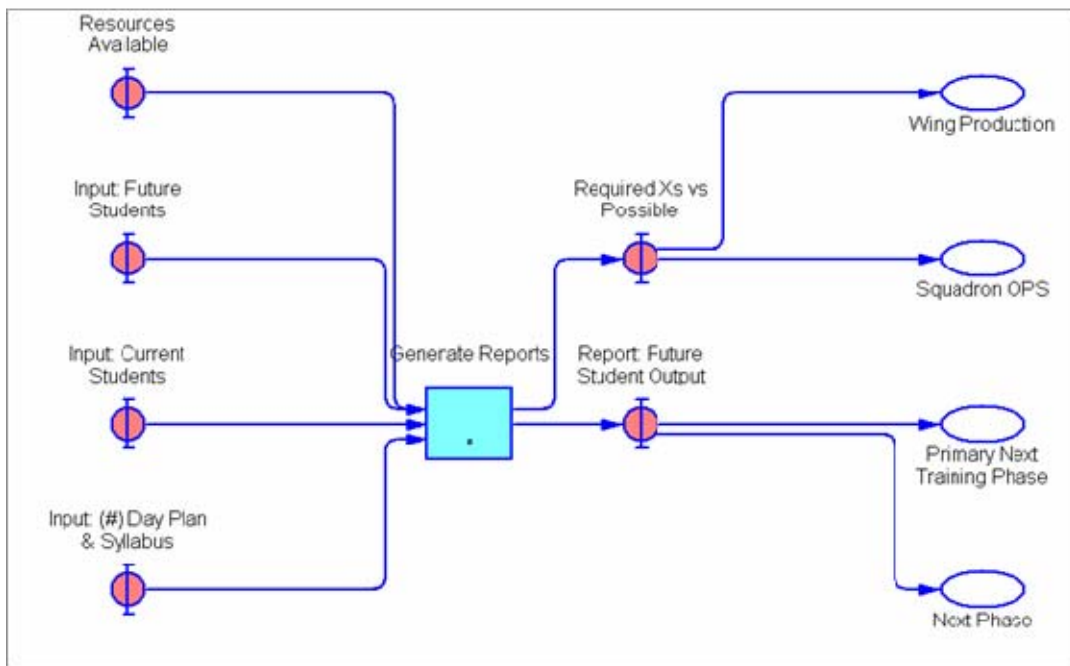 Resources
Available
Wing Production
Input: Future
Students
Required Xs vs
Possible
Squadron OPS
Input: Current
Students
Generate Reports
Report: Future
Student Output
Primary Next
Training Phase
Input: (#) Day Plan
& Syllabus
Next Phase